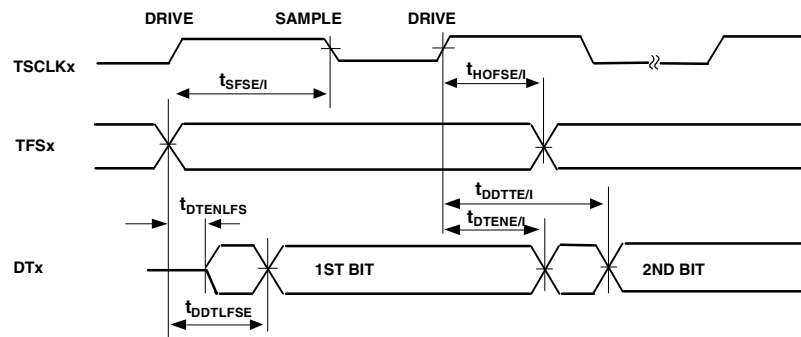 DRIVE SAMPLE DRIVE
TSCLKx
tSFSE/I tHOFSE/I
TFSx
tDDTTE/I
tDTENLFS tDTENE/I
DTx 1ST BIT 2ND BIT
tDDTLFSE